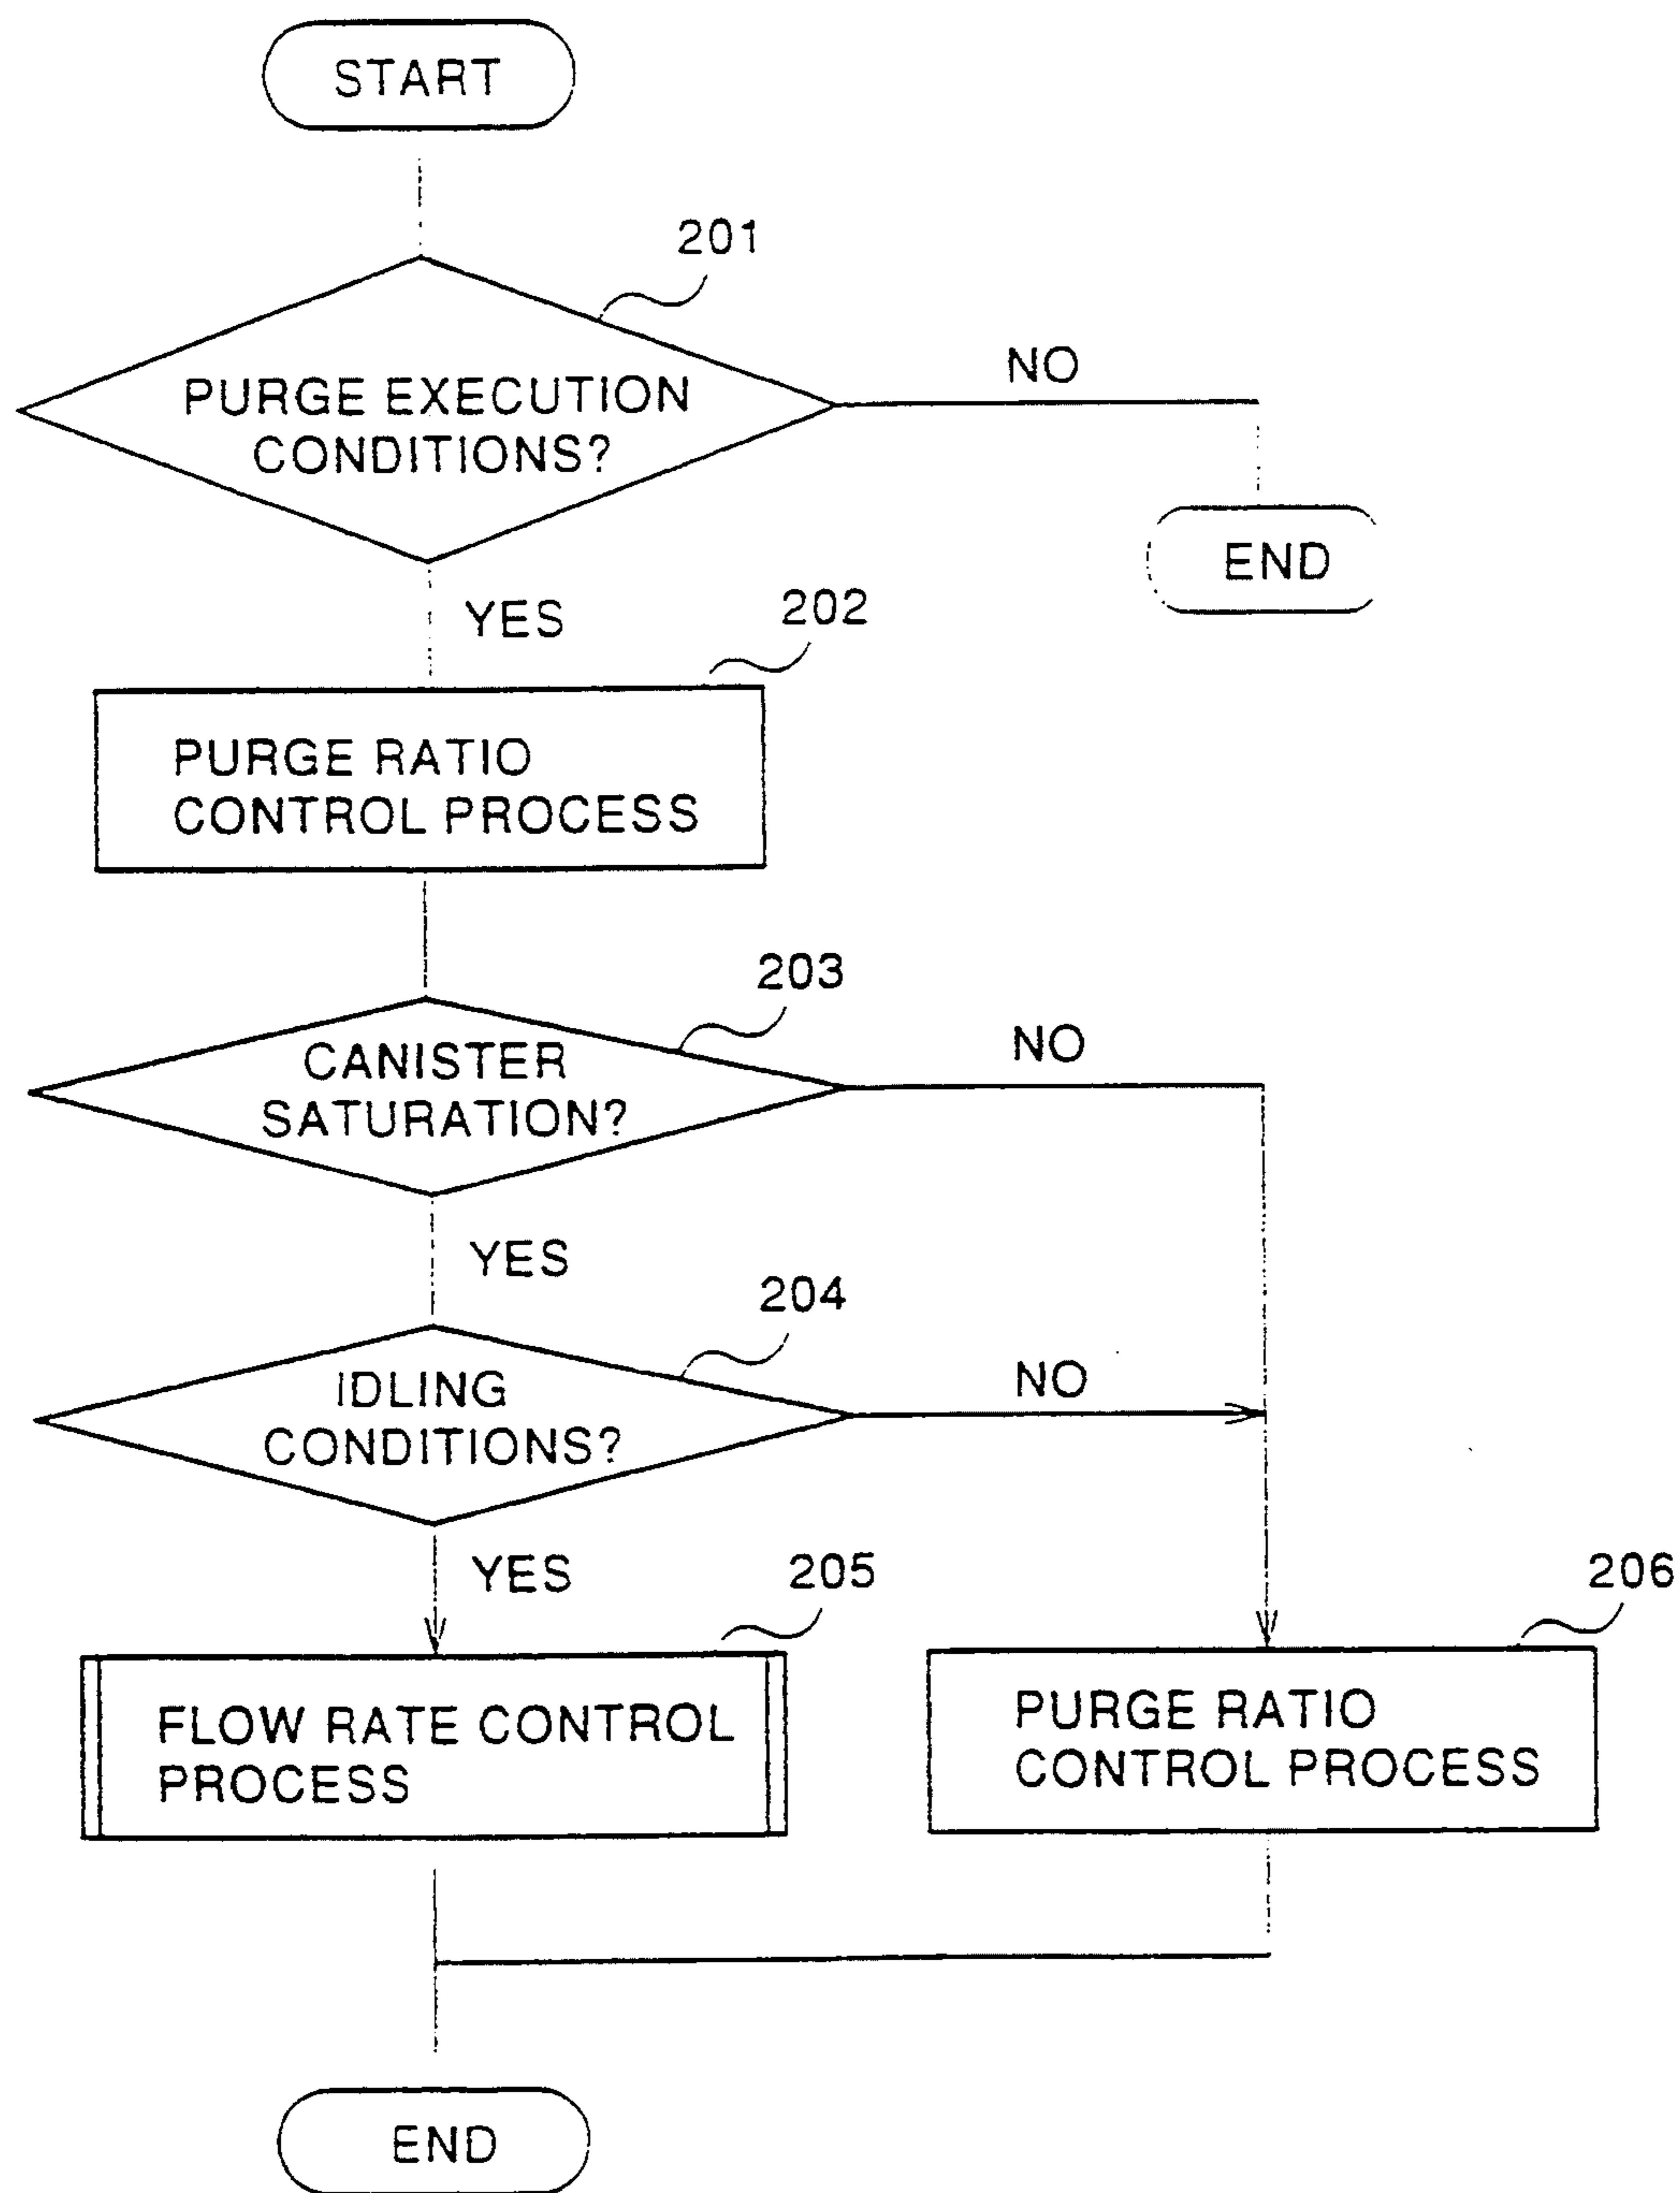 START
201
PURGE EXECUTION
CONDITIONS?
NO
END
YES
202
PURGE RATIO
CONTROL PROCESS
203
CANISTER
SATURATION?
NO
YES
204
IDLING
CONDITIONS?
NO
YES
205
FLOW RATE CONTROL
PROCESS
206
PURGE RATIO
CONTROL PROCESS
END